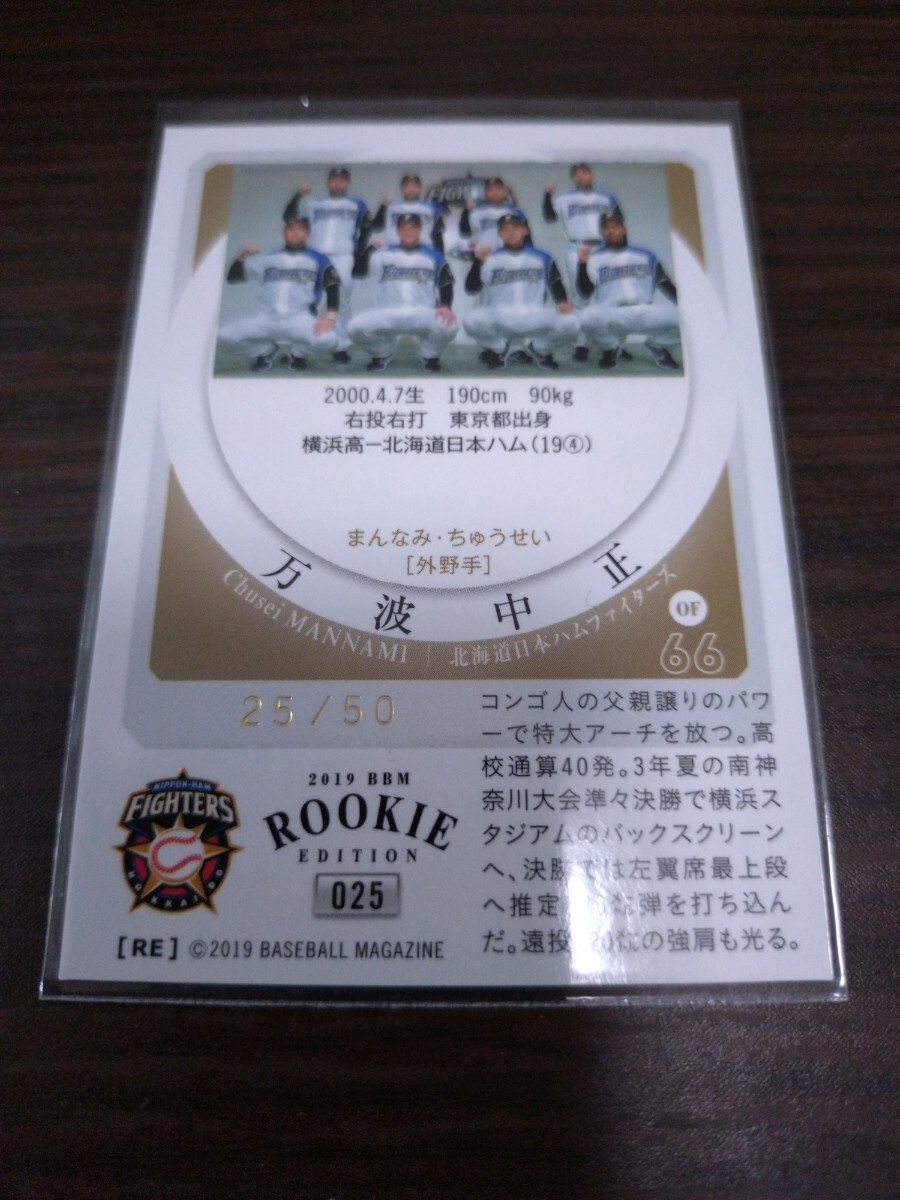 FIGHTERS
2000.4.7生 190cm 90kg
右投右打 東京都出身
横浜高ー北海道日本ハム(19④)
まんなみ・ちゅうせい
[外野手]
万波中正
Chusei MANNAMI | 北海道日本ハムファイターズ
OF
66
25/50
コンゴ人の父親譲りのパワ
ーで特大アーチを放つ。高
校通算40発。3年夏の南神
奈川大会準々決勝で横浜ス
タジアムのバックスクリーン
へ、決勝では左翼席最上段
へ推定 弾を打ち込ん
だ。遠投 の強肩も光る。
NIPPON-HAM
FIGHTERS
HOKKAIDO
2019 BBM
ROOKIE
EDITION
025
[RE] ©2019 BASEBALL MAGAZINE